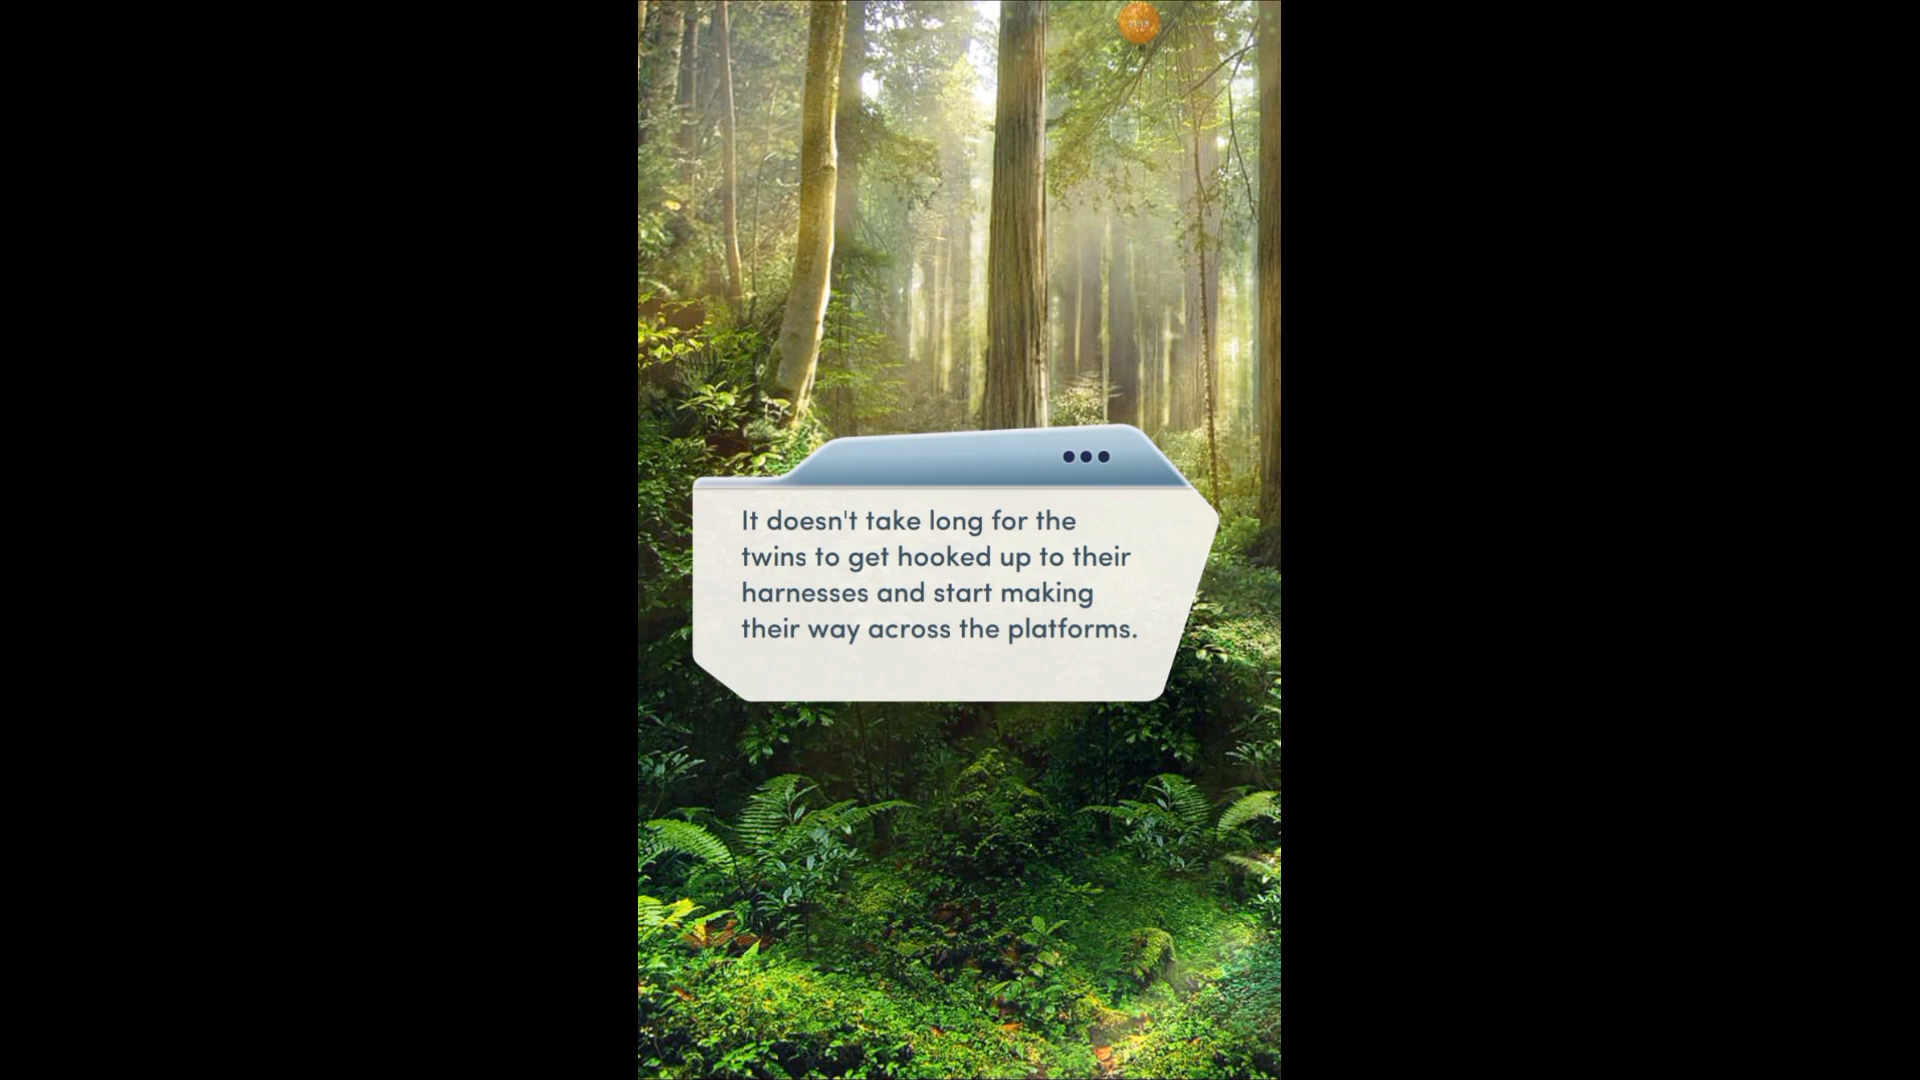 It doesn't take long for the
twins to get hooked up to their
harnesses and start making
their way across the platforms.